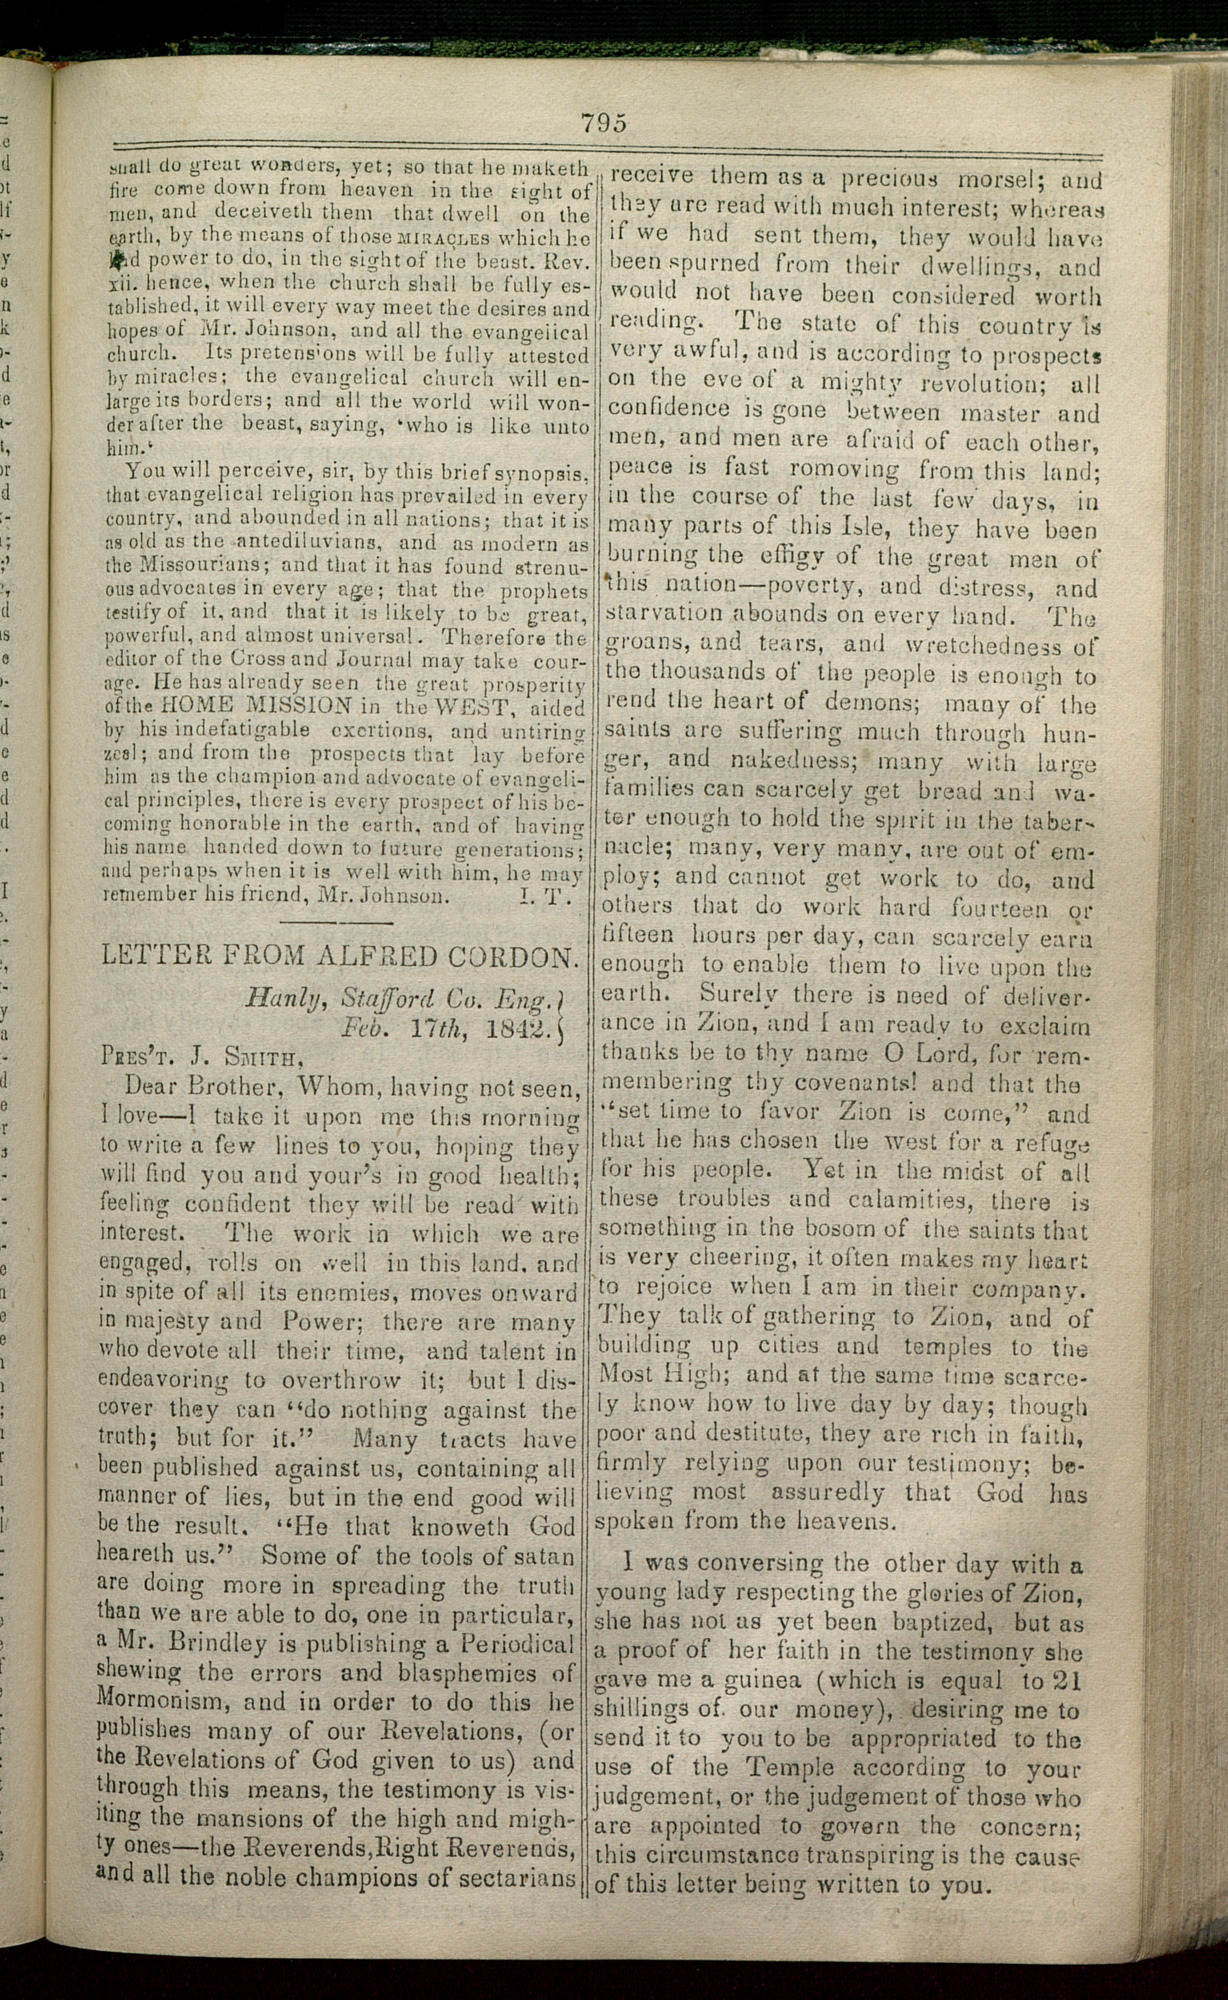 795
shall do great wonders, yet; so that he maketh
fire come down from heaven in the sight of
men, and deceiveth them that dwell on the
earth, by the means of those MIRACLES which he
had power to do, in the sight of the beast. Rev.
xii. hence, when the church shall be fully es-
tablished, it will every way meet the desires and
hopes of Mr. Johnson, and all the evangelical
church. Its pretensions will be fully attested
by miracles; the evangelical church will en-
large its borders; and all the world will won-
der after the beast, saying, 'who is like unto
him.'
You will perceive, sir, by this brief synopsis,
that evangelical religion has prevailed in every
country, and abounded in all nations; that it is
as old as the antediluvians, and as modern as
the Missourians; and that it has found strenu-
ous advocates in every age; that the prophets
testify of it, and that it is likely to be great,
powerful, and almost universal. Therefore the
editor of the Cross and Journal may take cour-
age. He has already seen the great prosperity
of the HOME MISSION in the WEST, aided
by his indefatigable exertions, and untiring
zeal; and from the prospects that lay before
him as the champion and advocate of evangeli-
cal principles, there is every prospect of his be-
coming honorable in the earth, and of having
his name handed down to future generations;
and perhaps when it is well with him, he may
remember his friend, Mr. Johnson. I. T.
LETTER FROM ALFRED CORDON.
Hanly, Stafford Co. Eng.}
Feb. 17th, 1842.}
PRES'T. J. SMITH,
Dear Brother, Whom, having not seen,
I love—I take it upon me this morning
to write a few lines to you, hoping they
will find you and your's in good health;
feeling confident they will be read with
interest. The work in which we are
engaged, rolls on well in this land, and
in spite of all its enemies, moves onward
in majesty and Power; there are many
who devote all their time, and talent in
endeavoring to overthrow it; but I dis-
cover they can "do nothing against the
truth; but for it." Many tracts have
been published against us, containing all
manner of lies, but in the end good will
be the result. "He that knoweth God
heareth us." Some of the tools of satan
are doing more in spreading the truth
than we are able to do, one in particular,
a Mr. Brindley is publishing a Periodical
shewing the errors and blasphemies of
Mormonism, and in order to do this he
publishes many of our Revelations, (or
the Revelations of God given to us) and
through this means, the testimony is vis-
iting the mansions of the high and migh-
ty ones—the Reverends, Right Reverends,
and all the noble champions of sectarians
receive them as a precious morsel; and
they are read with much interest; whereas
if we had sent them, they would have
been spurned from their dwellings, and
would not have been considered worth
reading. The state of this country is
very awful, and is according to prospects
on the eve of a mighty revolution; all
confidence is gone between master and
men, and men are afraid of each other,
peace is fast romoving from this land;
in the course of the last few days, in
many parts of this Isle, they have been
burning the effigy of the great men of
this nation—poverty, and distress, and
starvation abounds on every hand. The
groans, and tears, and wretchedness of
the thousands of the people is enough to
rend the heart of demons; many of the
saints are suffering much through hun-
ger, and nakedness; many with large
families can scarcely get bread and wa-
ter enough to hold the spirit in the taber-
nacle; many, very many, are out of em-
ploy; and cannot get work to do, and
others that do work hard fourteen or
fifteen hours per day, can scarcely earn
enough to enable them to live upon the
earth. Surely there is need of deliver-
ance in Zion, and I am ready to exclaim
thanks be to thy name O Lord, for rem-
membering thy covenants! and that the
"set time to favor Zion is come," and
that he has chosen the west for a refuge
for his people. Yet in the midst of all
these troubles and calamities, there is
something in the bosom of the saints that
is very cheering, it often makes my heart
to rejoice when I am in their company.
They talk of gathering to Zion, and of
building up cities and temples to the
Most High; and at the same time scarce-
ly know how to live day by day; though
poor and destitute, they are rich in faith,
firmly relying upon our testimony; be-
lieving most assuredly that God has
spoken from the heavens.
I was conversing the other day with a
young lady respecting the glories of Zion,
she has not as yet been baptized, but as
a proof of her faith in the testimony she
gave me a guinea (which is equal to 21
shillings of. our money), desiring me to
send it to you to be appropriated to the
use of the Temple according to your
judgement, or the judgement of those who
are appointed to govern the concern;
this circumstance transpiring is the cause
of this letter being written to you.